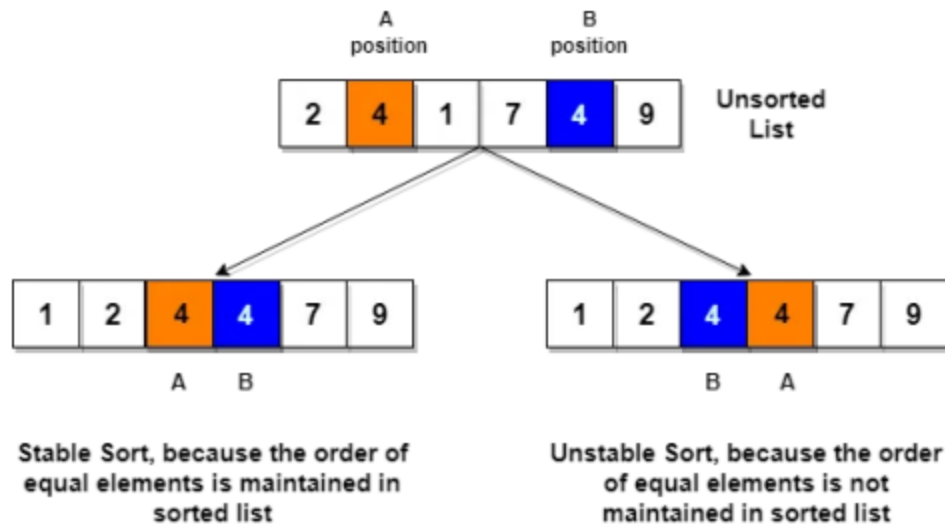 A
position
B
position
2 4 1 7 4 9
Unsorted
List
1 2 4 4 7 9
A B
Stable Sort, because the order of
equal elements is maintained in
sorted list
1 2 4 4 7 9
B A
Unstable Sort, because the order
of equal elements is not
maintained in sorted list